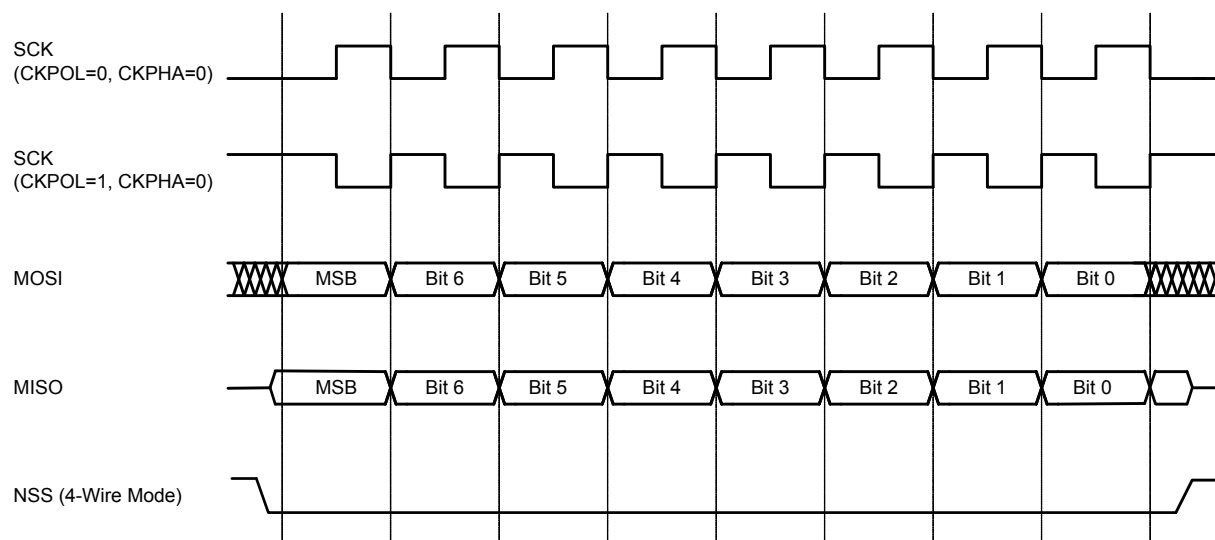 SCK
(CKPOL=0, CKPHA=0)
SCK
(CKPOL=1, CKPHA=0)
MOSI
MSB Bit 6 Bit 5 Bit 4 Bit 3 Bit 2 Bit 1 Bit 0
MISO
MSB Bit 6 Bit 5 Bit 4 Bit 3 Bit 2 Bit 1 Bit 0
NSS (4-Wire Mode)